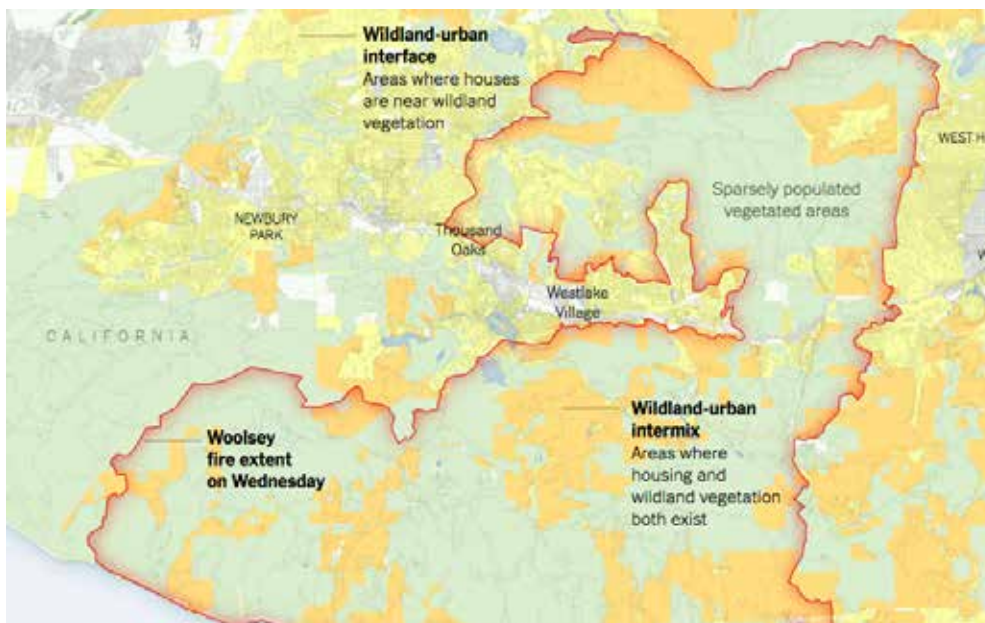 Wildland-urban
interface
Areas where houses
are near wildland
vegetation
WEST H
Sparsely populated
vegetated areas
NEWBURY
PARK
Thousand
Oaks
Westlake
Village
W
CALIFORNIA
Wildland-urban
intermix
Areas where
housing and
wildland vegetation
both exist
Woolsey
fire extent
on Wednesday